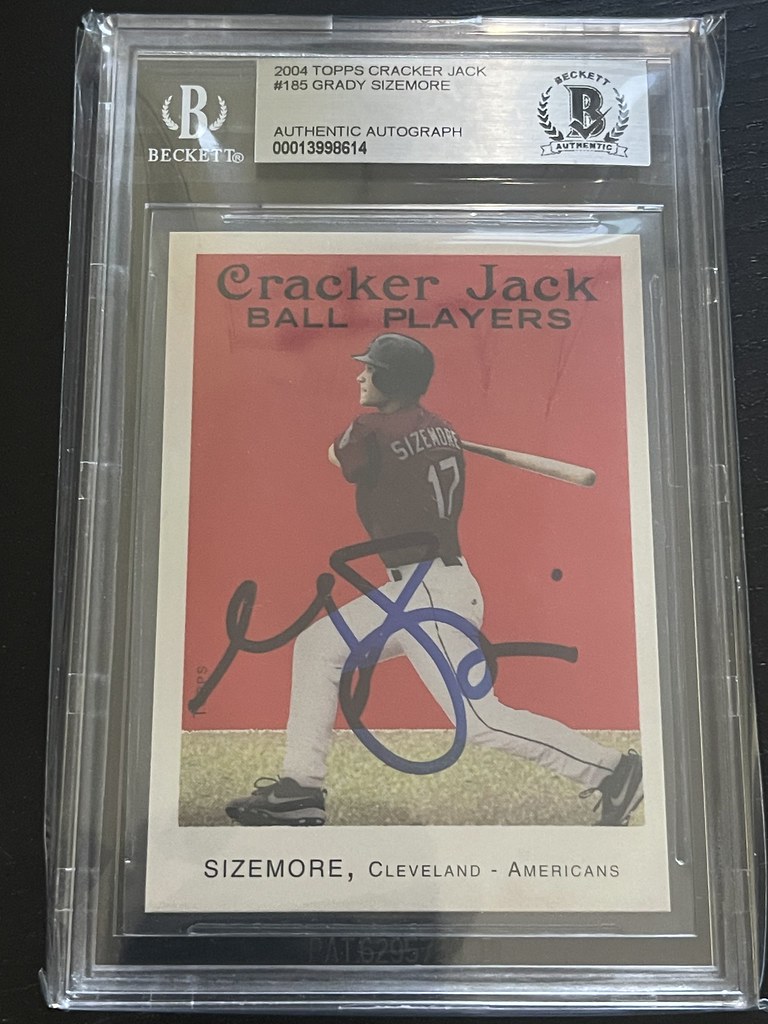 2004 TOPPS CRACKER JACK
#185 GRADY SIZEMORE
AUTHENTIC AUTOGRAPH
00013998614
B
BECKETT®
BECKETT
B
AUTHENTIC
Cracker Jack
BALL PLAYERS
SIZEMORE
17
TOPPS
SIZEMORE, CLEVELAND - AMERICANS